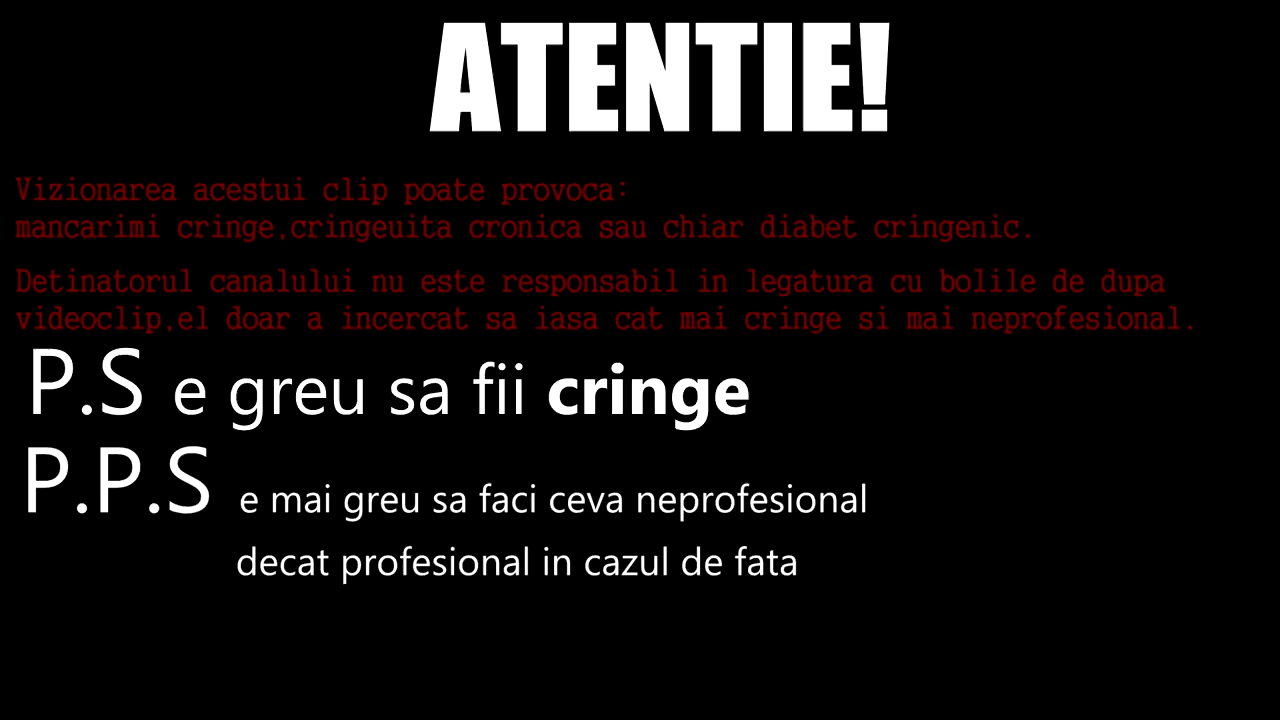 ATENTIE!
Vizionarea acestui clip poate provoca:
mancarimi cringe,cringeuita cronica sau chiar diabet cringenic.
Detinatorul canalului nu este responsabil in legatura cu bolile de dupa
videoclip,el doar a incercat sa iasa cat mai cringe si mai neprofesional.
P.S e greu sa fii cringe
P.P.S e mai greu sa faci ceva neprofesional
decat profesional in cazul de fata